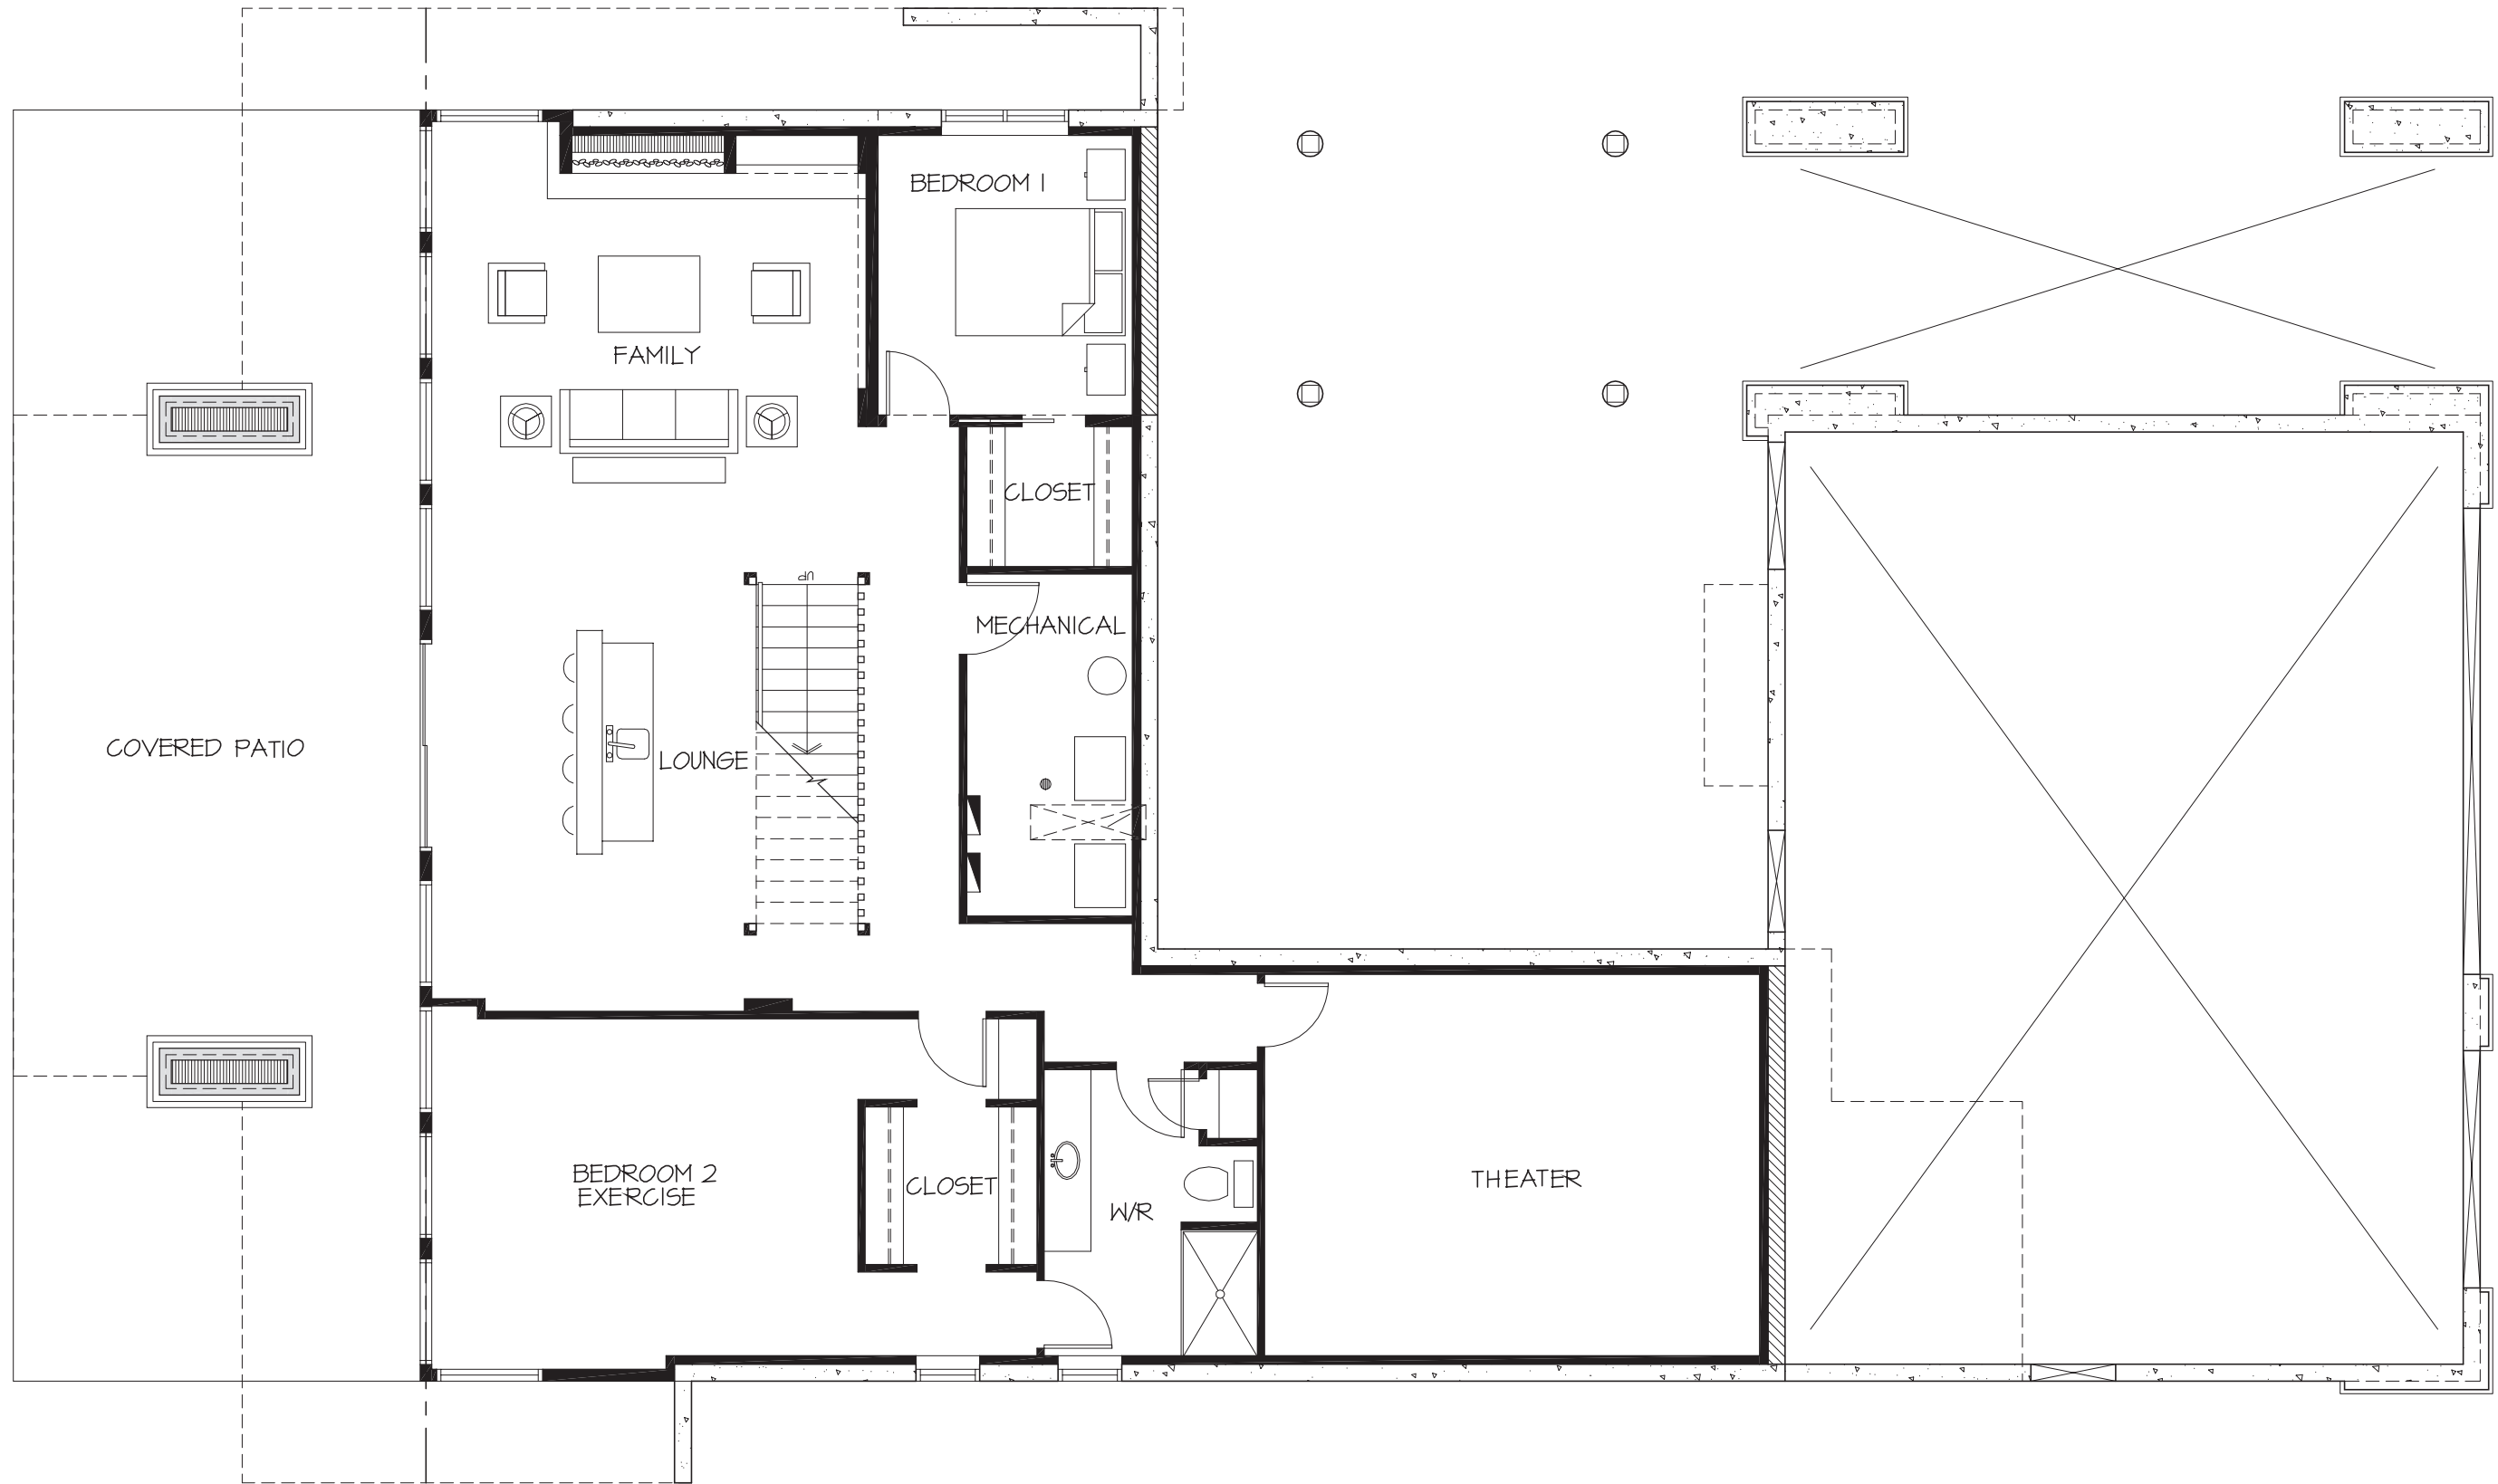 BEDROOM 1
FAMILY
CLOSET
UP
MECHANICAL
COVERED PATIO
LOUNGE
BEDROOM 2
EXERCISE
CLOSET
W/R
THEATER